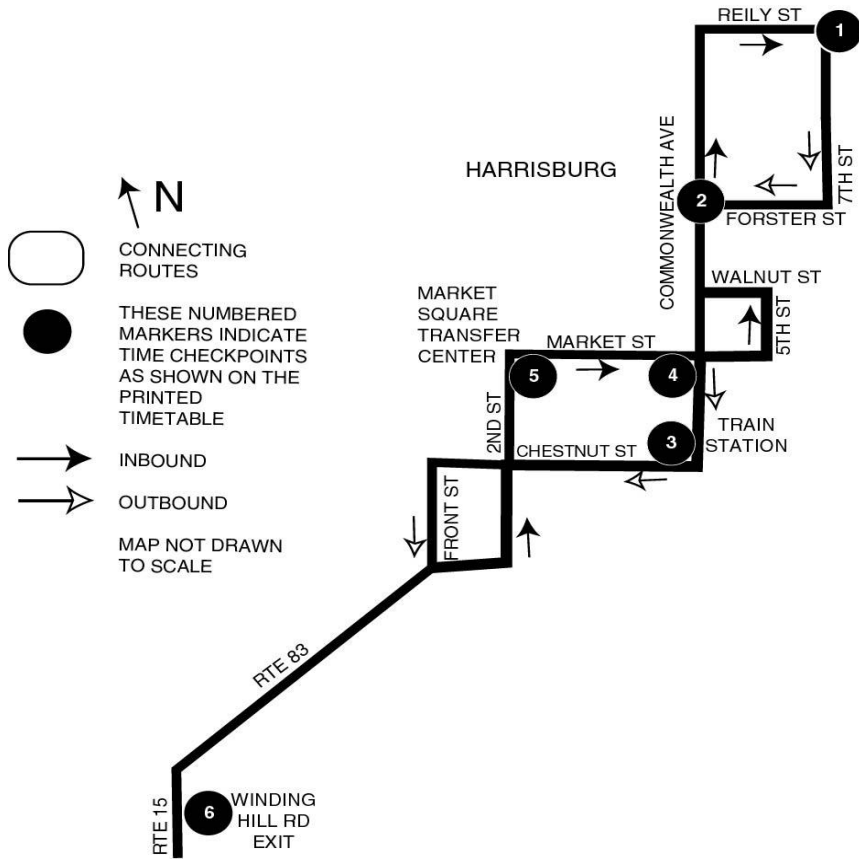 REILY ST
1
COMMONWEALTH AVE
7TH ST
HARRISBURG
N
2
FORSTER ST
CONNECTING
ROUTES
WALNUT ST
5TH ST
MARKET
SQUARE
TRANSFER
CENTER
MARKET ST
THESE NUMBERED
MARKERS INDICATE
TIME CHECKPOINTS
AS SHOWN ON THE
PRINTED
TIMETABLE
5
4
2ND ST
3
TRAIN
STATION
CHESTNUT ST
INBOUND
OUTBOUND
FRONT ST
MAP NOT DRAWN
TO SCALE
RTE 83
RTE 15
6
WINDING
HILL RD
EXIT